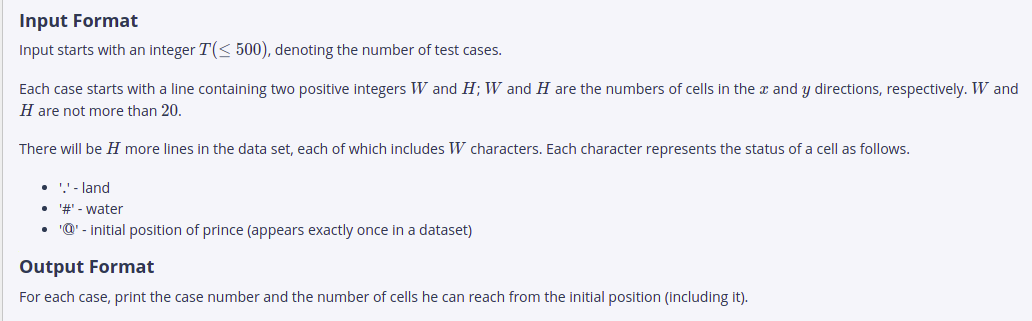 Input Format
Input starts with an integer T(≤ 500), denoting the number of test cases.
Each case starts with a line containing two positive integers W and H; W and H are the numbers of cells in the x and y directions, respectively. W and
H are not more than 20.
There will be H more lines in the data set, each of which includes W characters. Each character represents the status of a cell as follows.
• '.' - land
• '#' - water
• '@' - initial position of prince (appears exactly once in a dataset)
Output Format
For each case, print the case number and the number of cells he can reach from the initial position (including it).